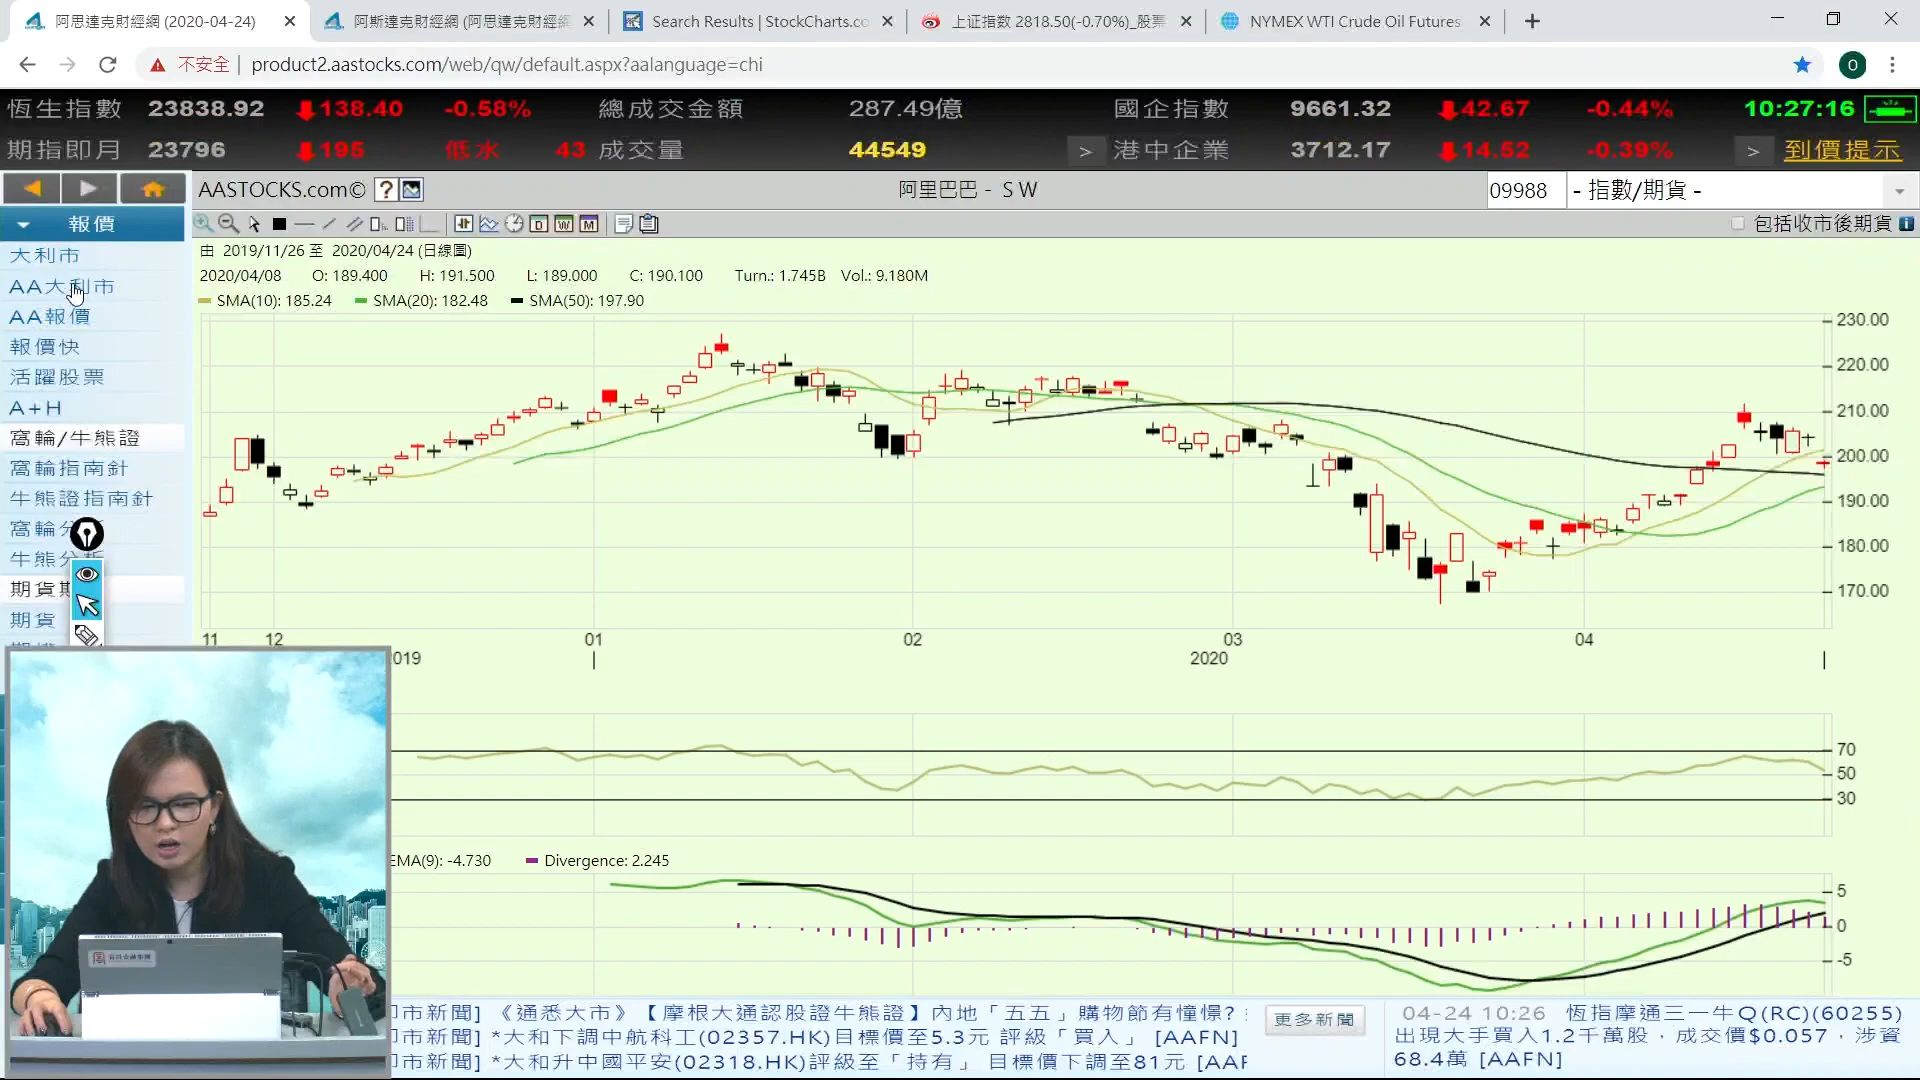 阿思達克財經網 (2020-04-24)
阿斯達克財經網 (阿思達克財經網
Search Results | StockCharts.co
上证指数 2818.50(-0.70%)_股票
NYMEX WTI Crude Oil Futures
不安全 | product2.aastocks.com/web/qw/default.aspx?aalanguage=chi
O
恆生指數 23838.92 138.40 -0.58% 總成交金額 287.49億 國企指數 9661.32 42.67 -0.44% 10:27:16
期指即月 23796 195 低水 43 成交量 44549 > 港中企業 3712.17 14.52 -0.39% > 到價提示
AASTOCKS.com© ? 阿里巴巴 - ＳＷ 09988 - 指數/期貨 -
報價
D W M
包括收市後期貨
大利市
AA大利市
AA報價
報價快
活躍股票
A+H
窩輪/牛熊證
窩輪指南針
牛熊證指南針
窩輪分析
牛熊分析
期貨
期貨
由 2019/11/26 至 2020/04/24 (日線圖)
2020/04/08 O: 189.400 H: 191.500 L: 189.000 C: 190.100 Turn.: 1.745B Vol.: 9.180M
SMA(10): 185.24 SMA(20): 182.48 SMA(50): 197.90
230.00
220.00
210.00
200.00
190.00
180.00
170.00
11 12 01 02 03 04
019 2020
70
50
30
EMA(9): -4.730 Divergence: 2.245
5
0
-5
市新聞] 《通悉大市》【摩根大通認股證牛熊證】內地「五五」購物節有憧憬?
市新聞] *大和下調中航科工(02357.HK)目標價至5.3元 評級「買入」 [AAFN]
市新聞] *大和升中國平安(02318.HK)評級至「持有」 目標價下調至81元 [AAF
更多新聞
04-24 10:26 恆指摩通三一牛Q(RC)(60255)
出現大手買入1.2千萬股，成交價$0.057，涉資
68.4萬 [AAFN]